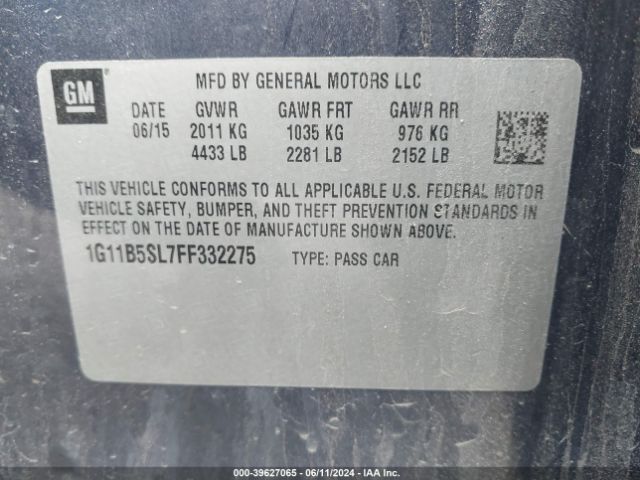 GM
MFD BY GENERAL MOTORS LLC
DATE GVWR GAWR FRT GAWR RR
06/15 2011 KG 1035 KG 976 KG
4433 LB 2281 LB 2152 LB
THIS VEHICLE CONFORMS TO ALL APPLICABLE U.S. FEDERAL MOTOR
VEHICLE SAFETY, BUMPER, AND THEFT PREVENTION STANDARDS IN
EFFECT ON THE DATE OF MANUFACTURE SHOWN ABOVE.
1G11B5SL7FF332275 TYPE: PASS CAR
000-39627065 - 06/11/2024 - IAA Inc.